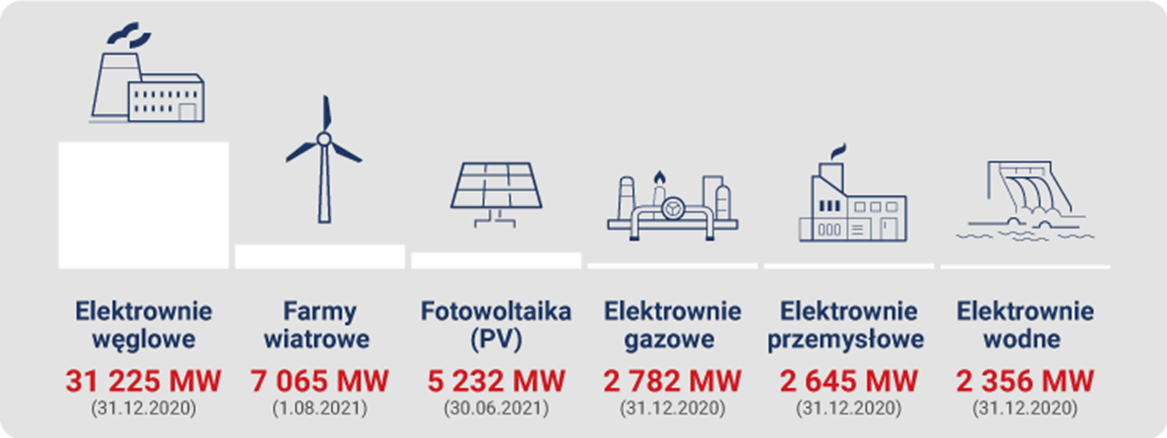 Elektrownie
węglowe
31 225 MW
(31.12.2020)
Farmy
wiatrowe
7 065 MW
(1.08.2021)
Fotowoltaika
(PV)
5 232 MW
(30.06.2021)
Elektrownie
gazowe
2 782 MW
(31.12.2020)
Elektrownie
przemysłowe
2 645 MW
(31.12.2020)
Elektrownie
wodne
2 356 MW
(31.12.2020)